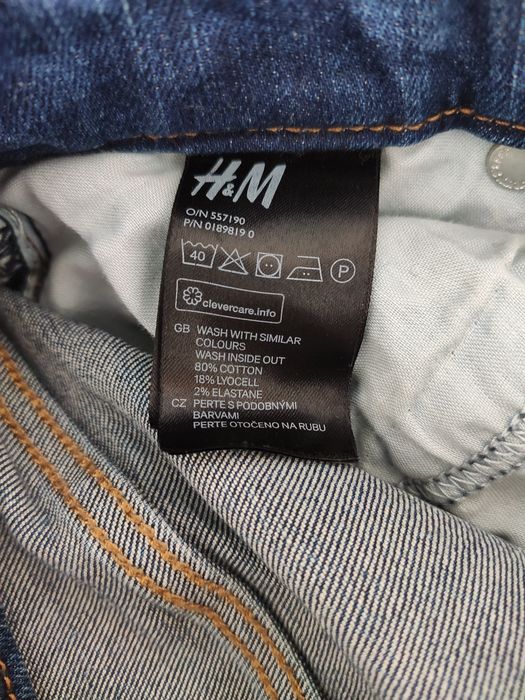 H&M
O/N 557190
P/N 0189819 0
40 P
clevercare.info
GB WASH WITH SIMILAR
COLOURS
WASH INSIDE OUT
80% COTTON
18% LYOCELL
2% ELASTANE
CZ PERTE S PODOBNÝMI
BARVAMI
PERTE OTOČENO NA RUBU